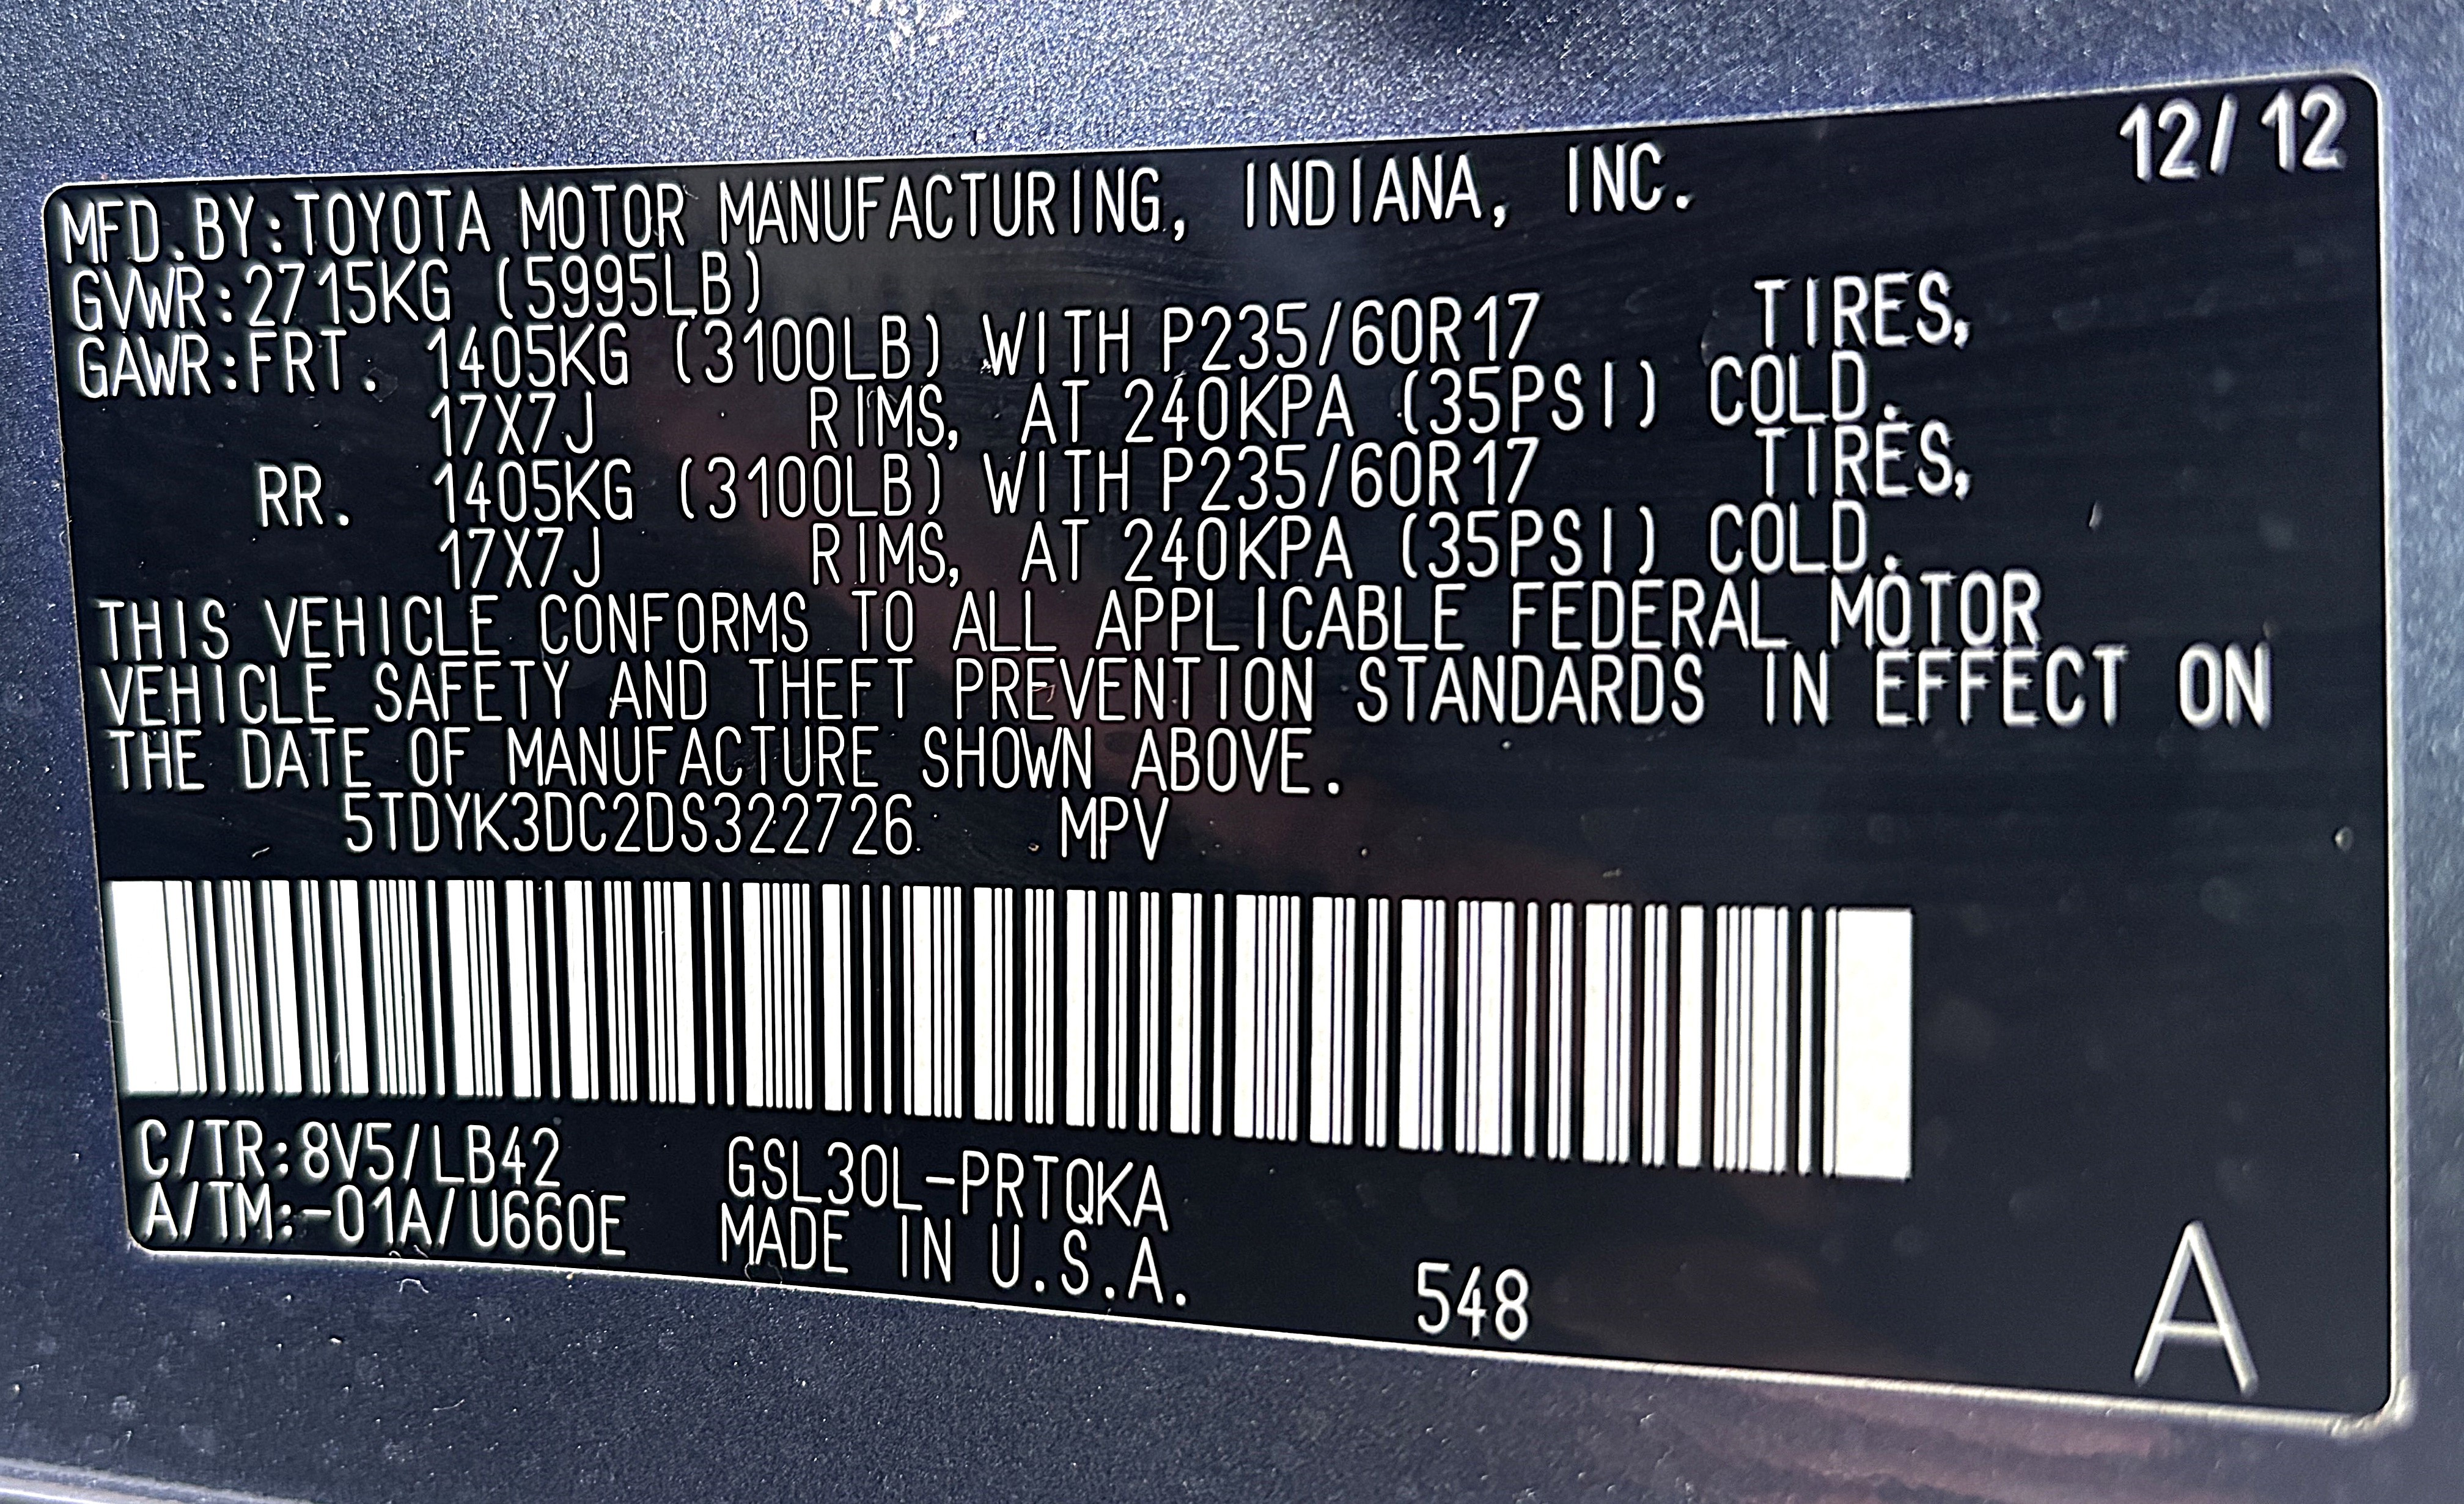 12/12
MFD.BY:TOYOTA MOTOR MANUFACTURING, INDIANA, INC.
GVWR:2715KG (5995LB)
GAWR:FRT. 1405KG (3100LB) WITH P235/60R17 TIRES,
17X7J RIMS, AT 240KPA (35PSI) COLD.
RR. 1405KG (3100LB) WITH P235/60R17 TIRES,
17X7J RIMS, AT 240KPA (35PSI) COLD.
THIS VEHICLE CONFORMS TO ALL APPLICABLE FEDERAL MOTOR
VEHICLE SAFETY AND THEFT PREVENTION STANDARDS IN EFFECT ON
THE DATE OF MANUFACTURE SHOWN ABOVE.
5TDYK3DC2DS322726 MPV
C/TR:8V5/LB42 GSL30L-PRTQKA
A/TM:-01A/U660E MADE IN U.S.A.
548
A